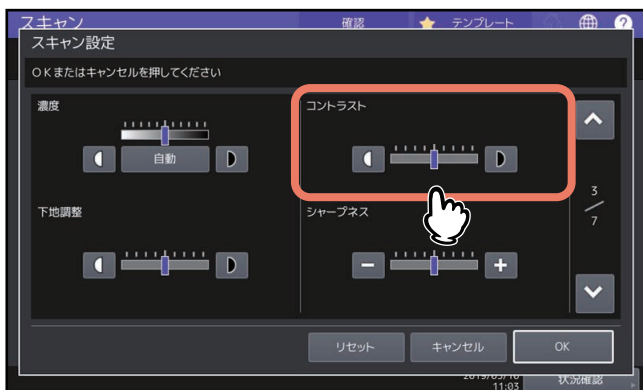 スキャン
確認
テンプレート
?
スキャン設定
OKまたはキャンセルを押してください
濃度
自動
コントラスト
下地調整
シャープネス
3/7
リセット
キャンセル
OK
11:03
状況確認